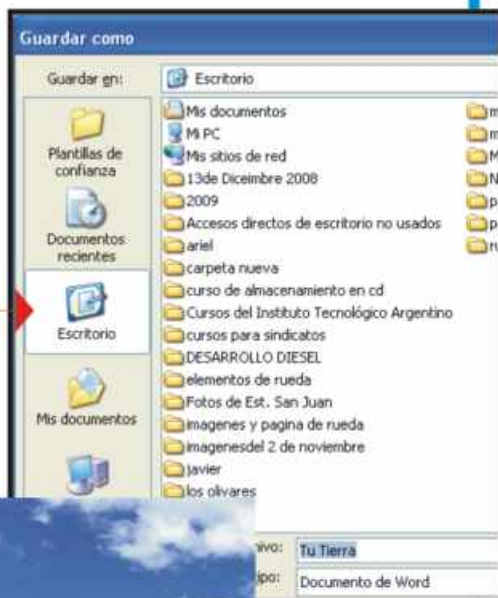 Guardar como
Guardar en:
Escritorio
Plantillas de
confianza
Documentos
recientes
Escritorio
Mis documentos
Mis documentos
Mi PC
Mis sitios de red
13de Diceimbre 2008
2009
Accesos directos de escritorio no usados
ariel
carpeta nueva
curso de almacenamiento en cd
Cursos del Instituto Tecnológico Argentino
cursos para sindicatos
DESARROLLO DIESEL
elementos de rueda
Fotos de Est. San Juan
imagenes y pagina de rueda
imagenesdel 2 de noviembre
javier
los olivares
Tu Tierra
Documento de Word